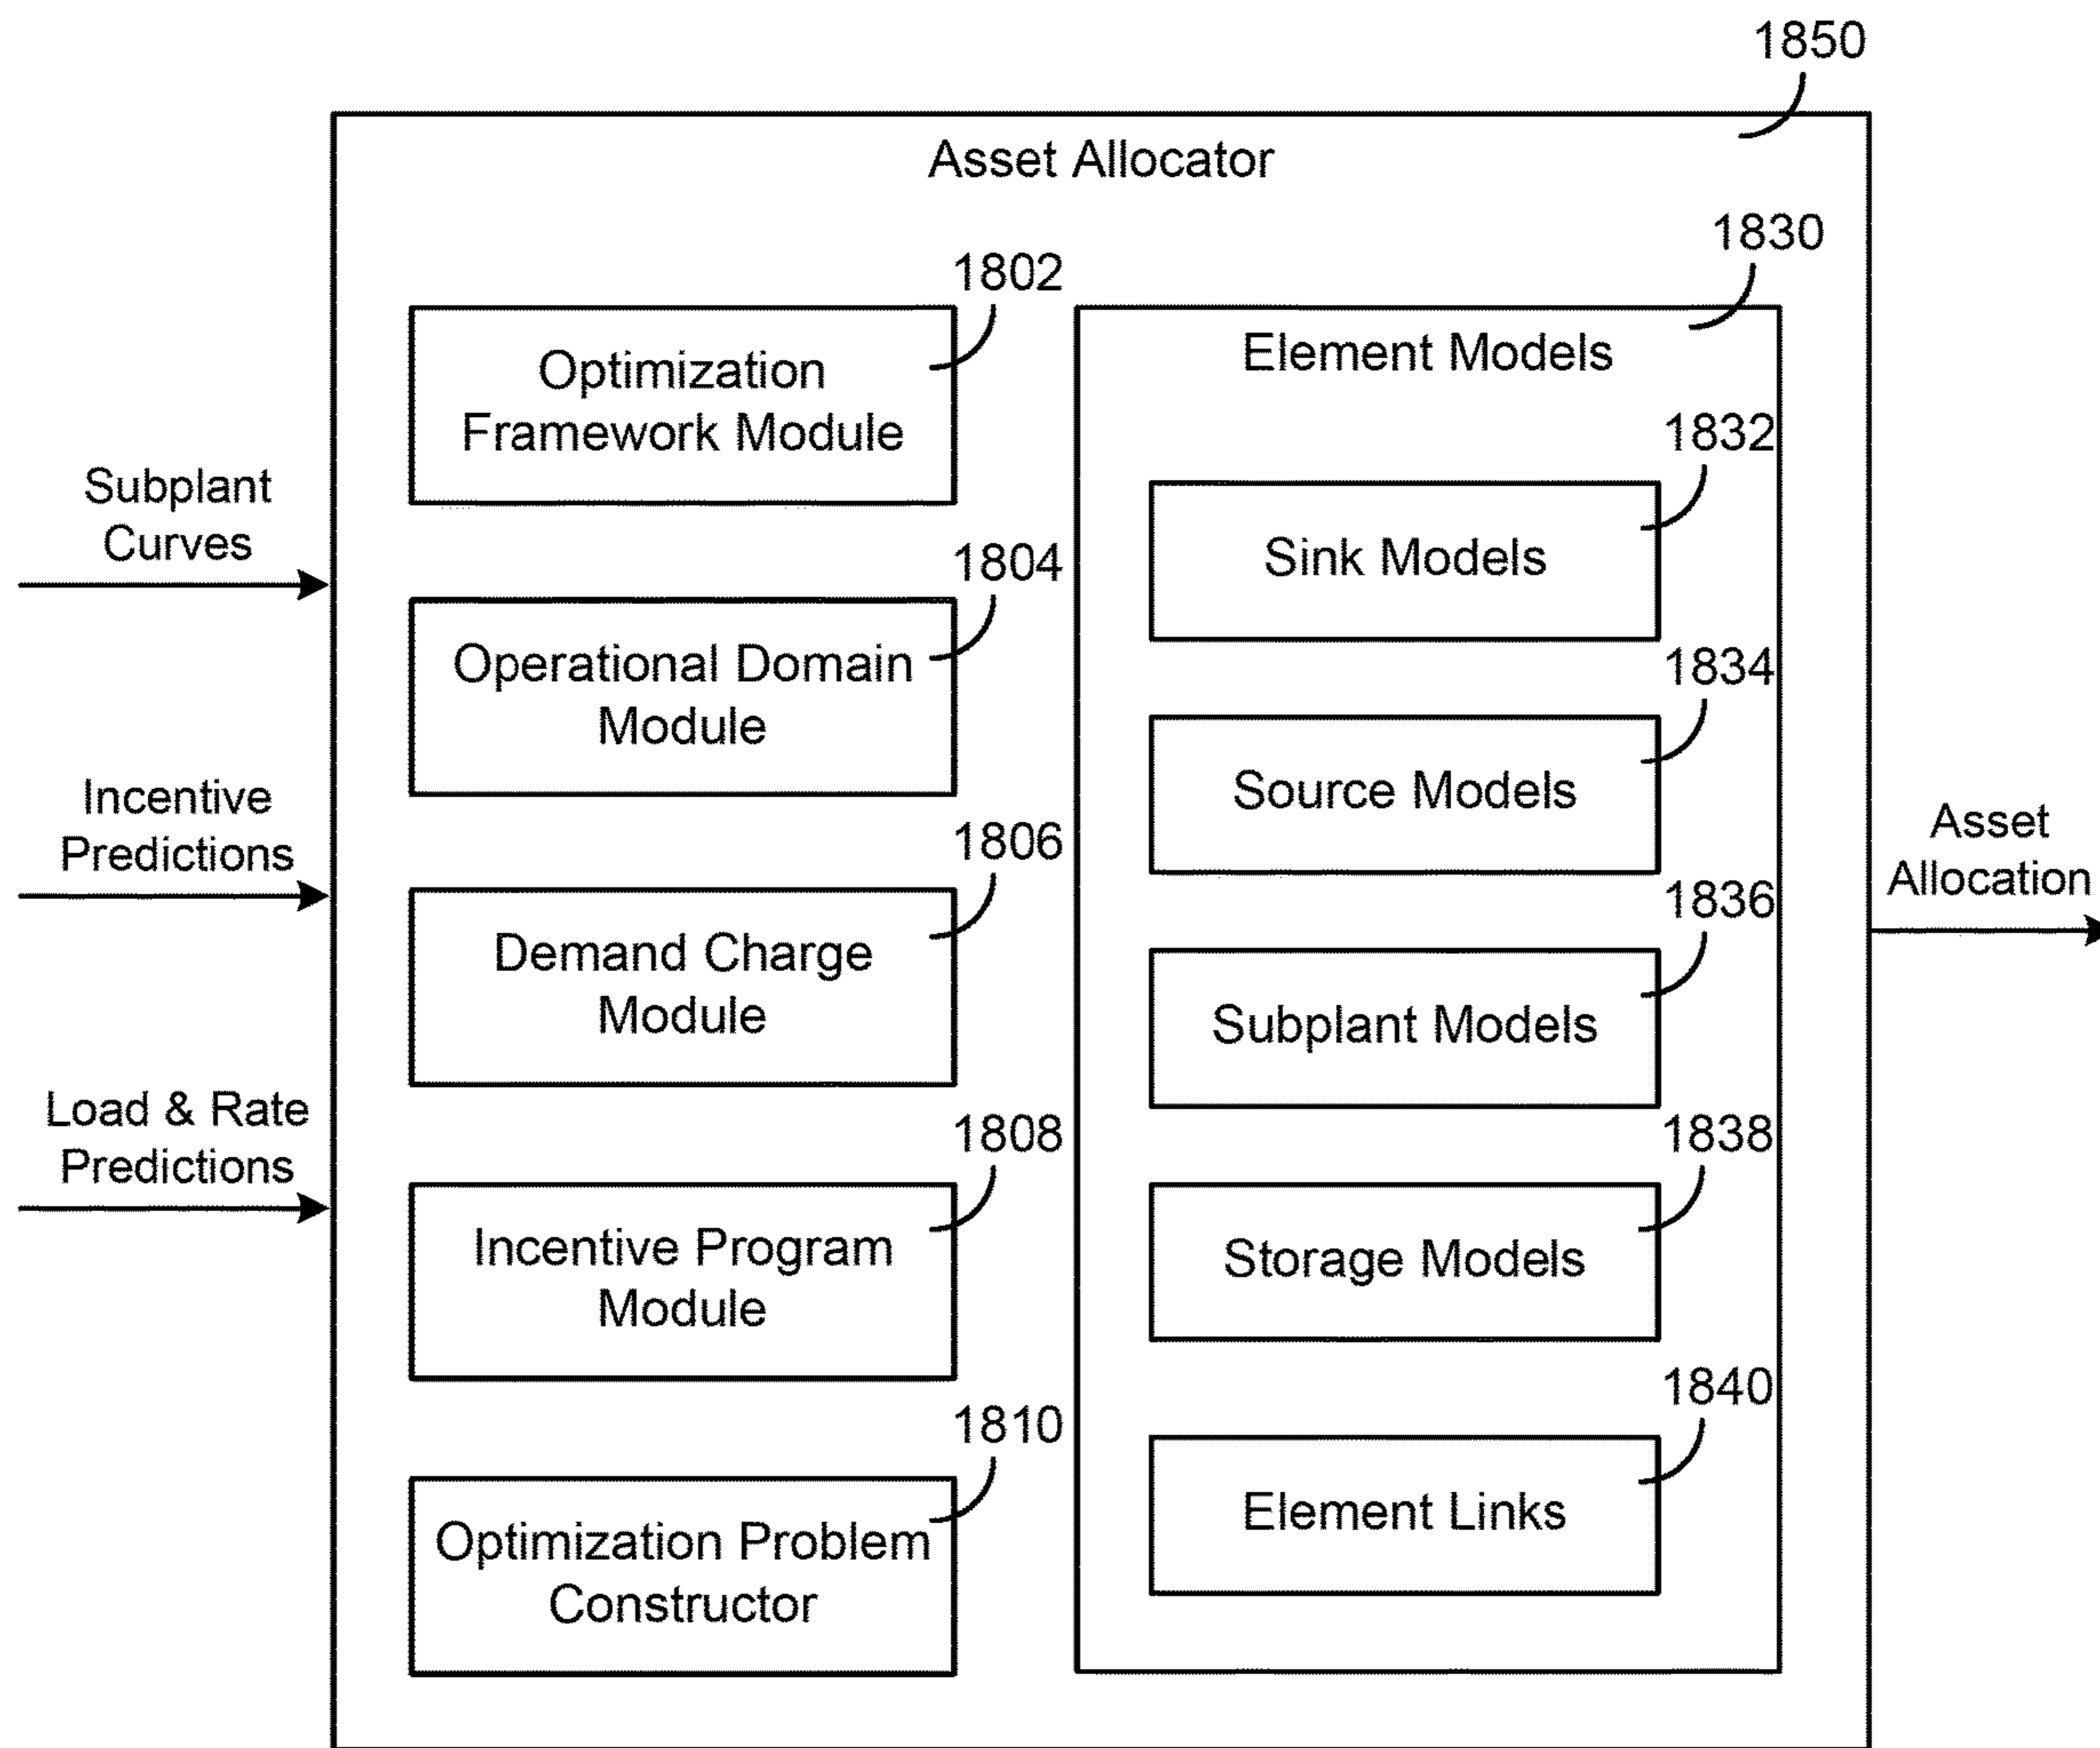 1850
Asset Allocator
1830
1802
Optimization
Framework Module
Element Models
1832
Sink Models
Subplant
Curves
1804
Operational Domain
Module
1834
Source Models
Incentive
Predictions
1806
Demand Charge
Module
Asset
Allocation
1836
Subplant Models
Load & Rate
Predictions
1808
Incentive Program
Module
1838
Storage Models
1810
Optimization Problem
Constructor
1840
Element Links